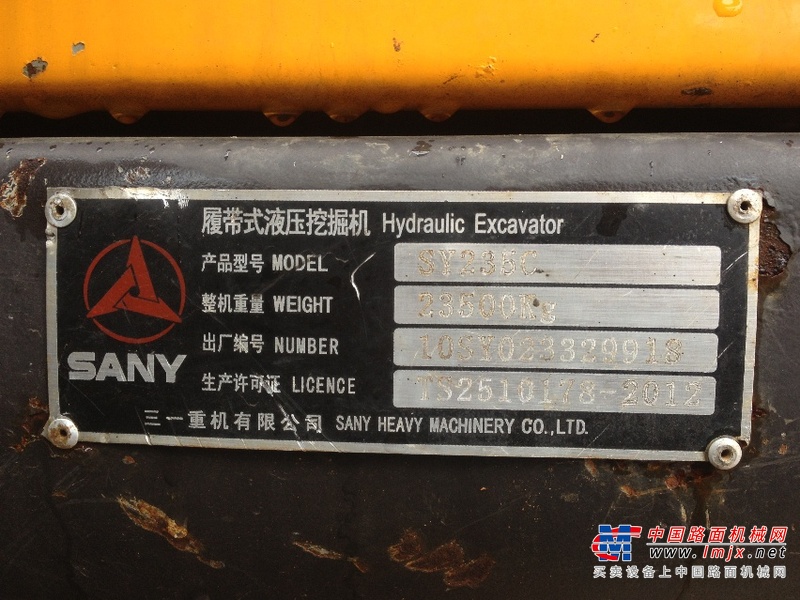 履带式液压挖掘机 Hydraulic Excavator
产品型号 MODEL SY235C
整机重量 WEIGHT 23500Kg
出厂编号 NUMBER 10SY023329918
生产许可证 LICENCE TS2510178-2012
SANY
三一重机有限公司 SANY HEAVY MACHINERY CO.,LTD.
中国路面机械网
www.lmjx.net
买卖设备上中国路面机械网